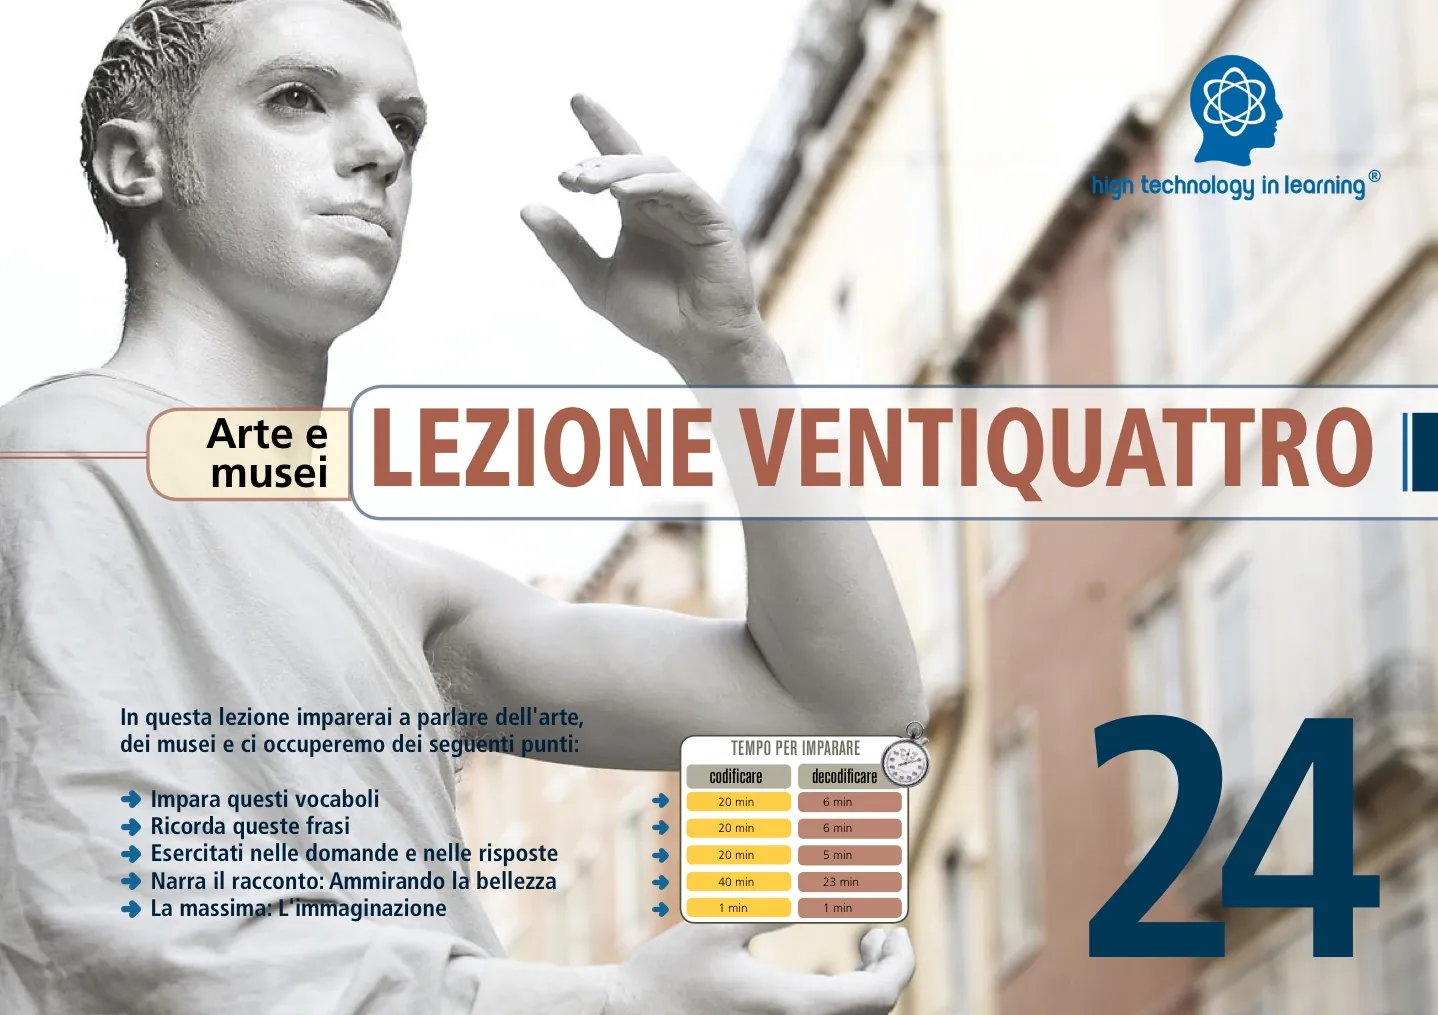 high technology in learning®
Arte e
musei
LEZIONE VENTIQUATTRO
In questa lezione imparerai a parlare dell'arte,
dei musei e ci occuperemo dei seguenti punti:
Impara questi vocaboli
Ricorda queste frasi
Esercitati nelle domande e nelle risposte
Narra il racconto: Ammirando la bellezza
La massima: L'immaginazione
TEMPO PER IMPARARE
codificare decodificare
20 min 6 min
20 min 6 min
20 min 5 min
40 min 23 min
1 min 1 min
24